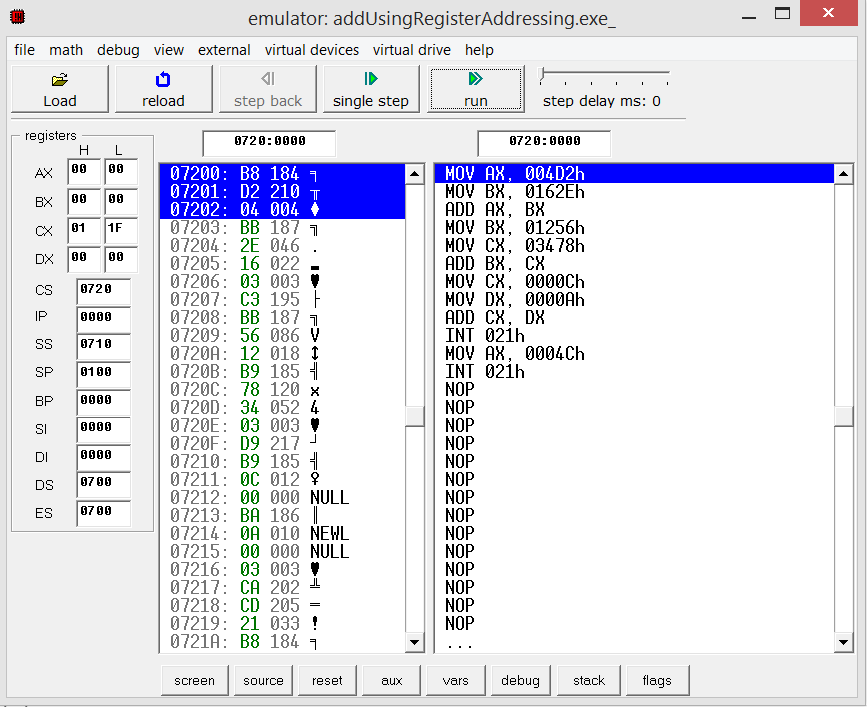 emulator: addUsingRegisterAddressing.exe_
file math debug view external virtual devices virtual drive help
Load reload step back single step run step delay ms: 0
registers
H L
0720:0000 0720:0000
AX 00 00
BX 00 00
CX 01 1F
DX 00 00
CS 0720
IP 0000
SS 0710
SP 0100
BP 0000
SI 0000
DI 0000
DS 0700
ES 0700
07200: B8 184 ╕
07201: D2 210 ╥
07202: 04 004 ♦
07203: BB 187 ╗
07204: 2E 046 .
07205: 16 022 ▬
07206: 03 003 ♥
07207: C3 195 ├
07208: BB 187 ╗
07209: 56 086 V
0720A: 12 018 ↕
0720B: B9 185 ╣
0720C: 78 120 x
0720D: 34 052 4
0720E: 03 003 ♥
0720F: D9 217 ┘
07210: B9 185 ╣
07211: 0C 012 ♀
07212: 00 000 NULL
07213: BA 186 ║
07214: 0A 010 NEWL
07215: 00 000 NULL
07216: 03 003 ♥
07217: CA 202 ╩
07218: CD 205 ═
07219: 21 033 !
0721A: B8 184 ╕
MOV AX, 004D2h
MOV BX, 0162Eh
ADD AX, BX
MOV BX, 01256h
MOV CX, 03478h
ADD BX, CX
MOV CX, 0000Ch
MOV DX, 0000Ah
ADD CX, DX
INT 021h
MOV AX, 0004Ch
INT 021h
NOP
NOP
NOP
NOP
NOP
NOP
NOP
NOP
NOP
NOP
NOP
NOP
NOP
NOP
...
screen source reset aux vars debug stack flags